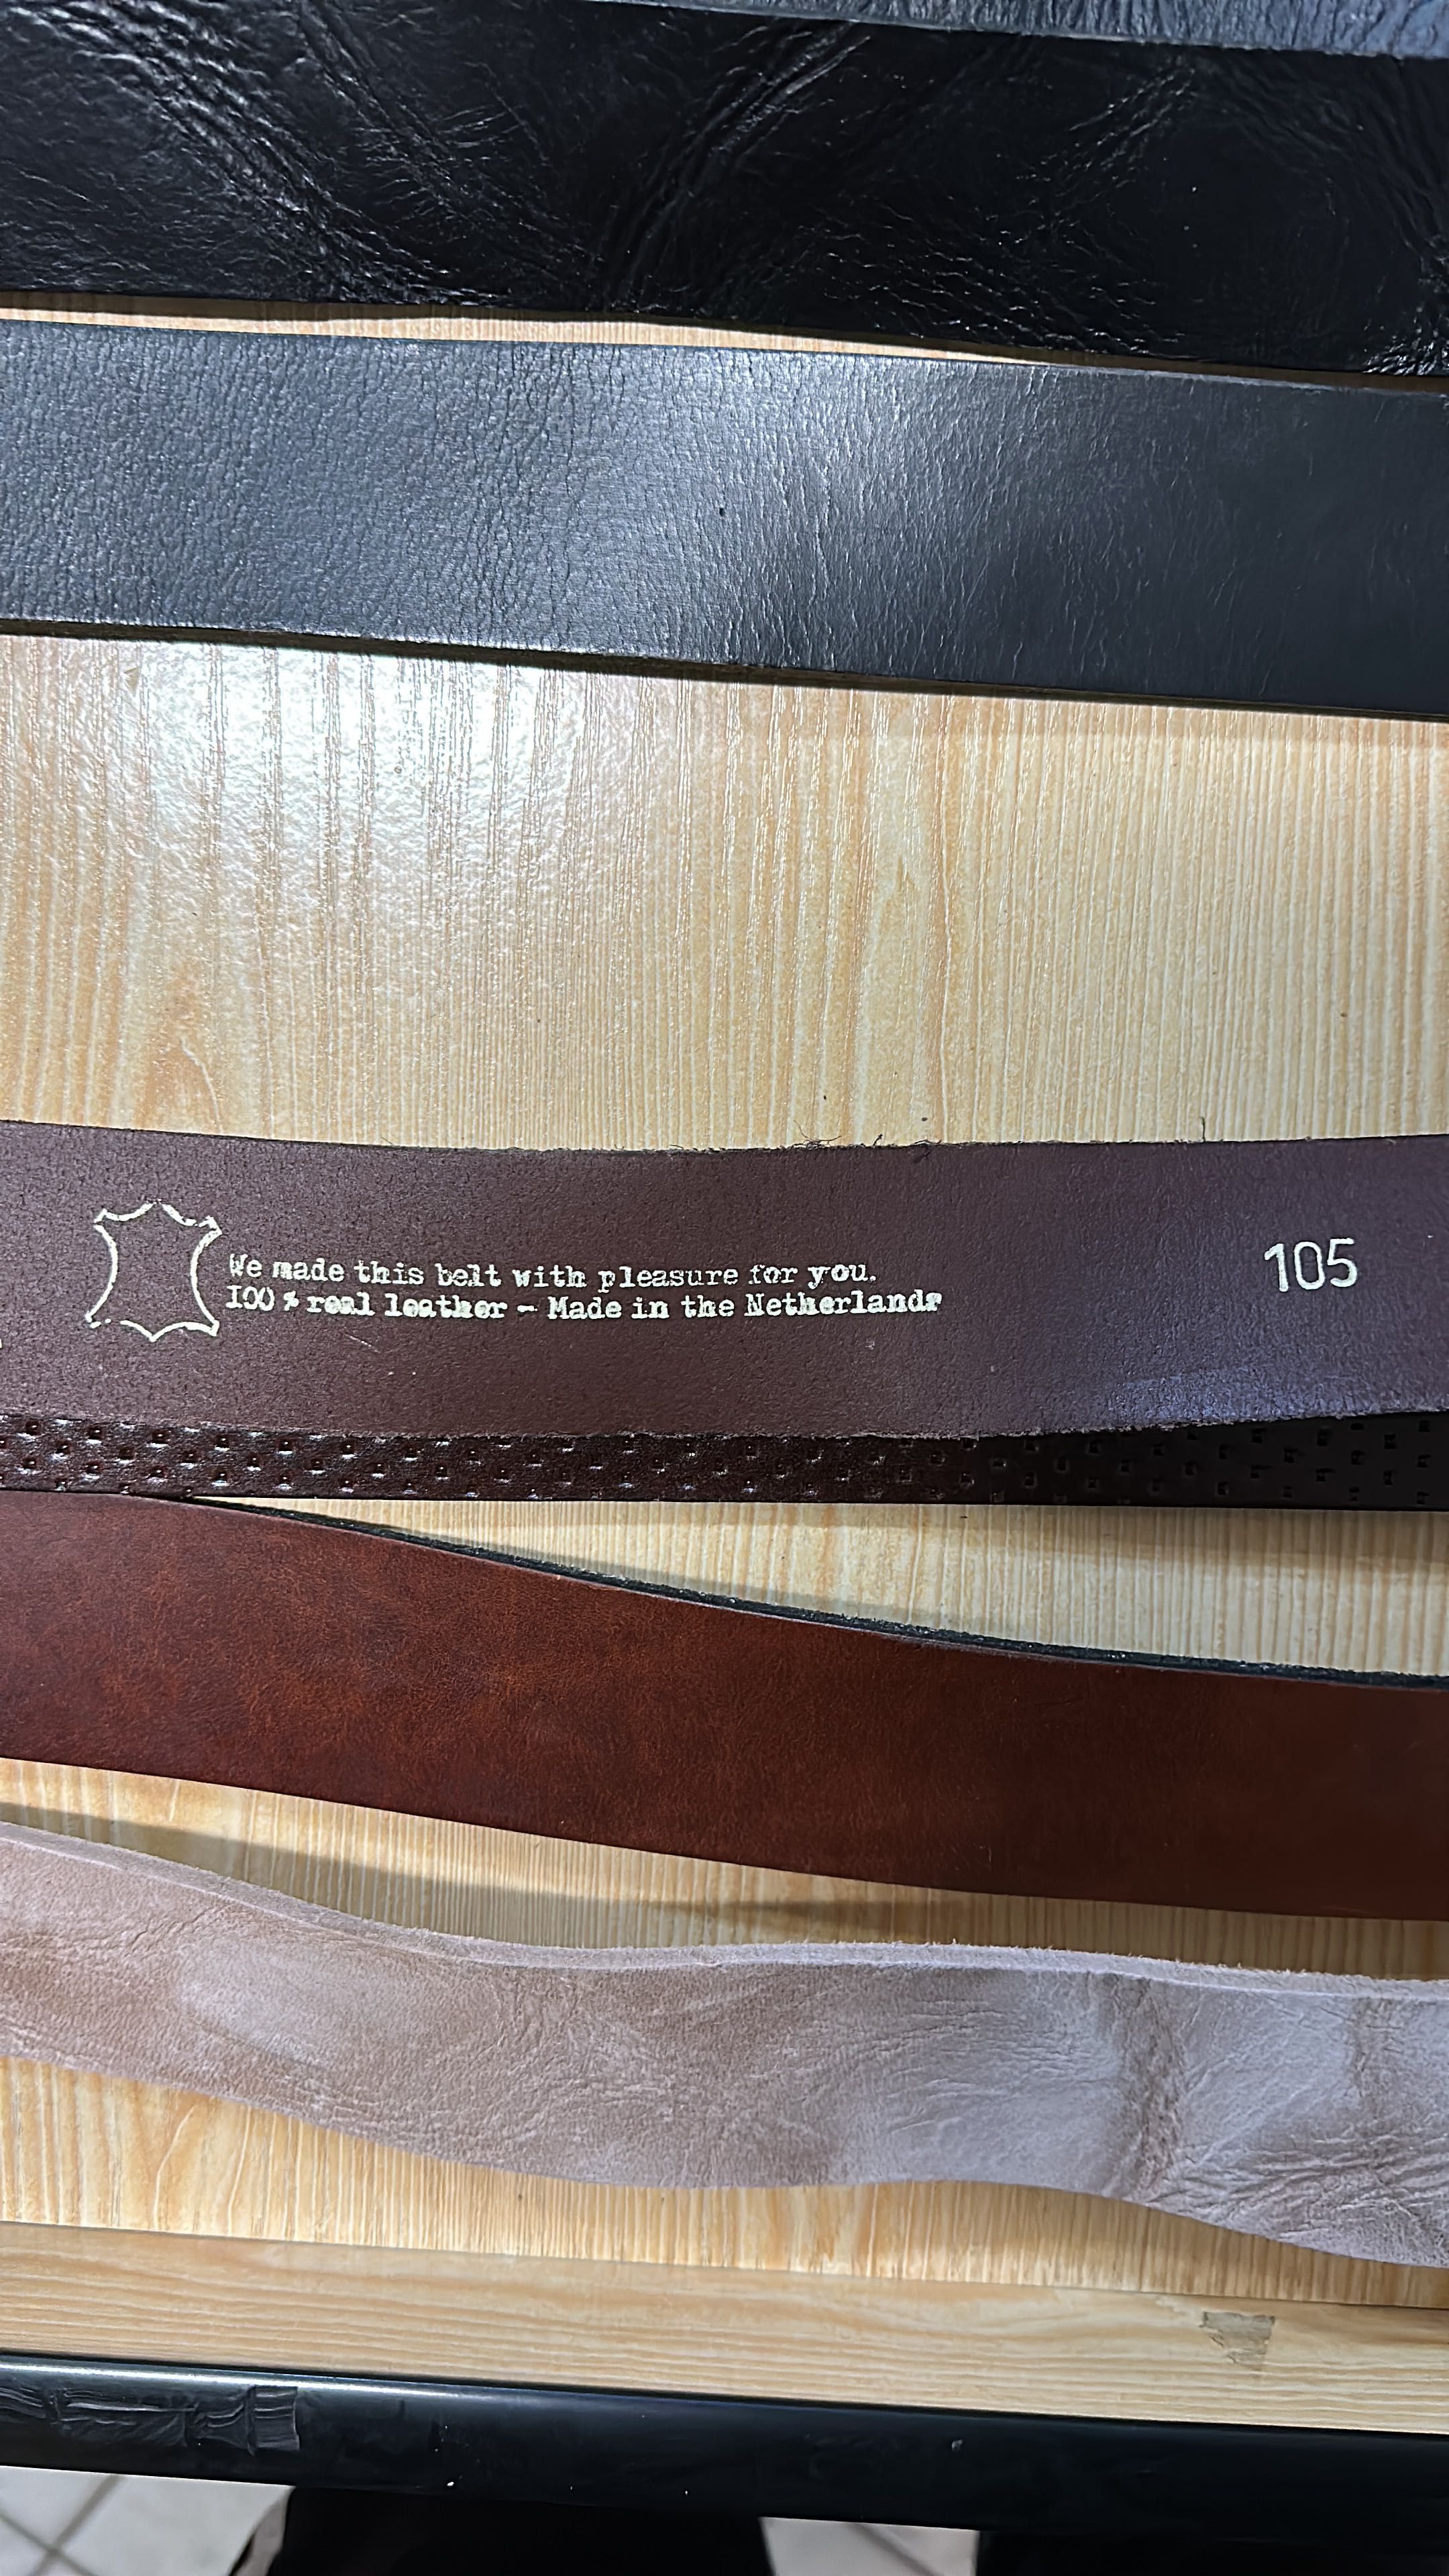 We made this belt with pleasure for you.
100 % real leather - Made in the Netherlands
105